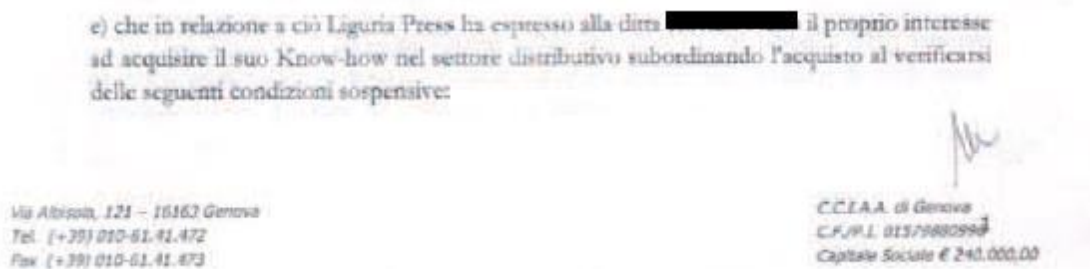 e) che in relazione a ciò Liguria Press ha espresso alla ditta il proprio interesse
ad acquisire il suo Know-how nel settore distributivo subordinando l'acquisto al verificarsi
delle seguenti condizioni sospensive:
Via Albisola, 121 – 16163 Genova
Tel. (+39) 010-61.41.472
Fax (+39) 010-61.41.473
C.C.I.A.A. di Genova
C.F./P.I.
Capitale Sociale € 240.000,00